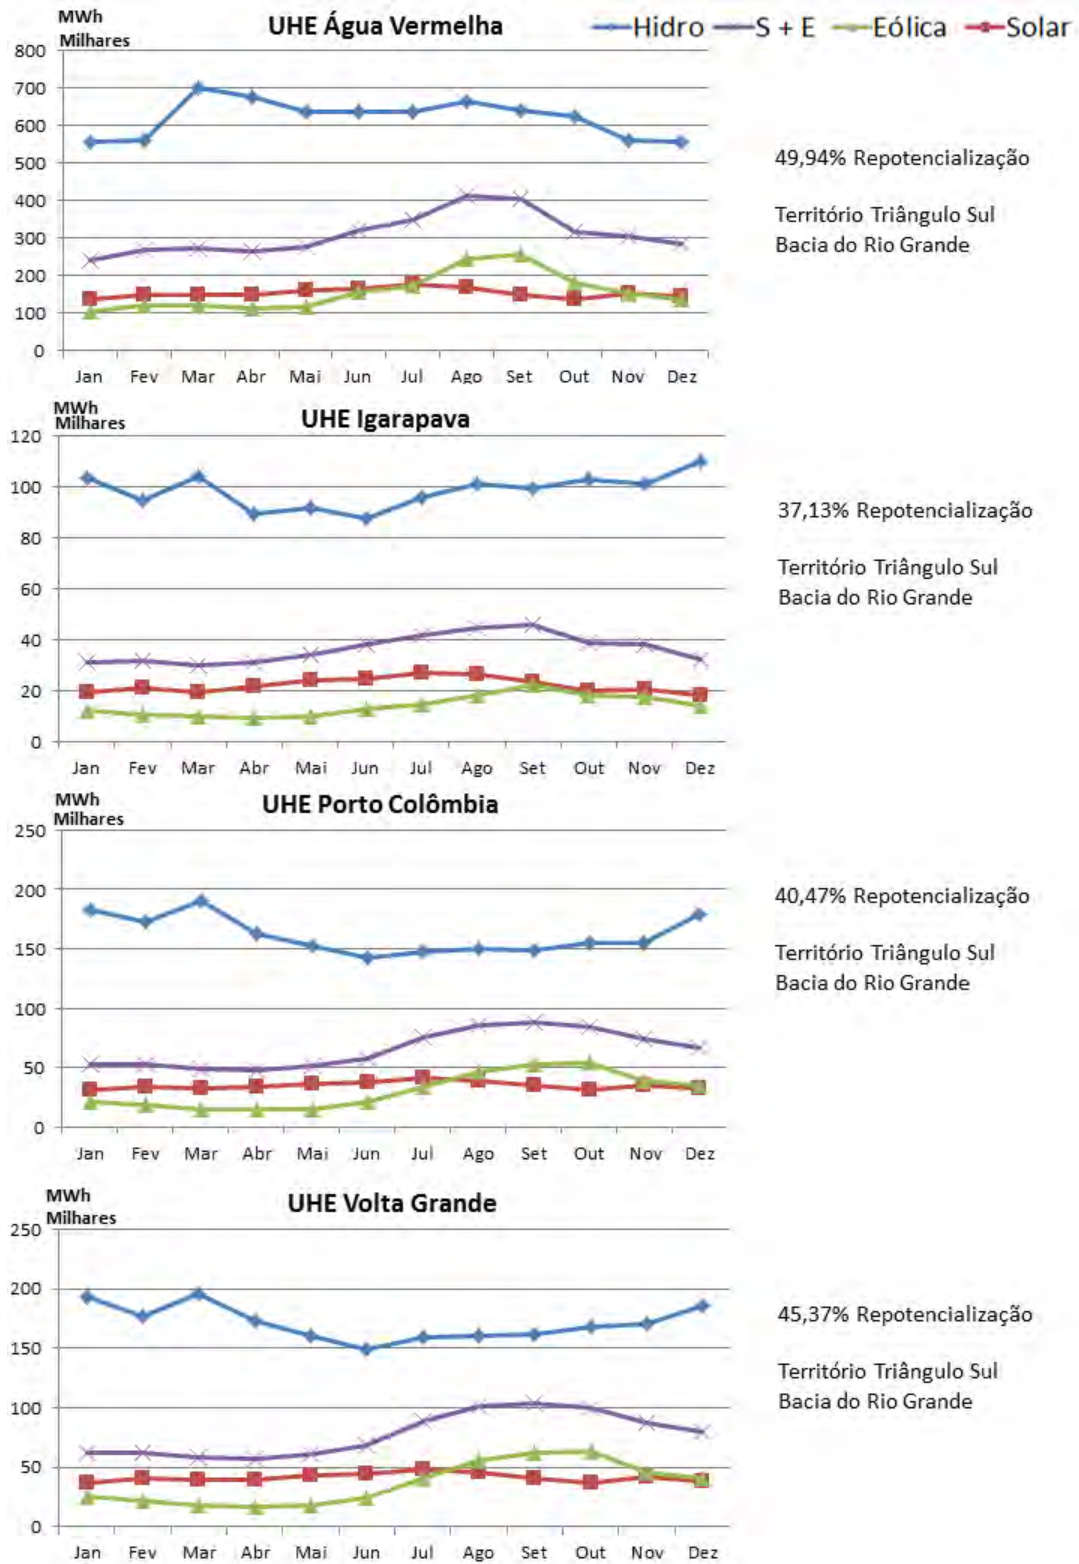 MWh
Milhares
UHE Água Vermelha
Hidro S + E Eólica Solar
800
700
600
500
400
300
200
100
0
Jan Fev Mar Abr Mai Jun Jul Ago Set Out Nov Dez
49,94% Repotencialização
Território Triângulo Sul
Bacia do Rio Grande
MWh
Milhares
UHE Igarapava
120
100
80
60
40
20
0
Jan Fev Mar Abr Mai Jun Jul Ago Set Out Nov Dez
37,13% Repotencialização
Território Triângulo Sul
Bacia do Rio Grande
MWh
Milhares
UHE Porto Colômbia
250
200
150
100
50
0
Jan Fev Mar Abr Mai Jun Jul Ago Set Out Nov Dez
40,47% Repotencialização
Território Triângulo Sul
Bacia do Rio Grande
MWh
Milhares
UHE Volta Grande
250
200
150
100
50
0
Jan Fev Mar Abr Mai Jun Jul Ago Set Out Nov Dez
45,37% Repotencialização
Território Triângulo Sul
Bacia do Rio Grande